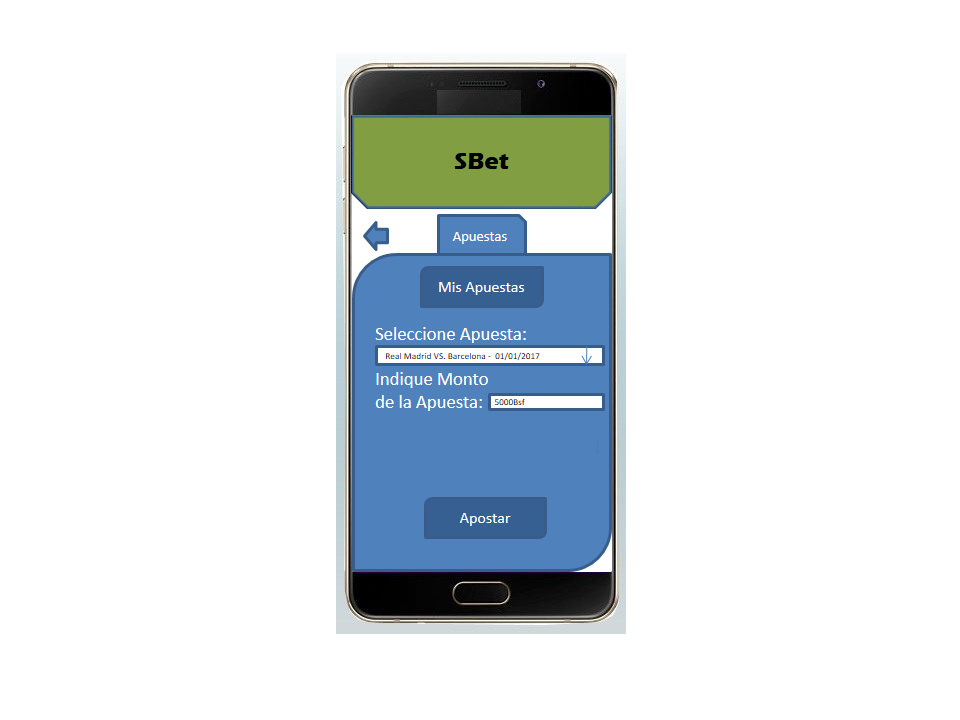 SBet
Apuestas
Mis Apuestas
Seleccione Apuesta:
Real Madrid VS. Barcelona - 01/01/2017
Indique Monto
de la Apuesta: 5000Bsf
Apostar